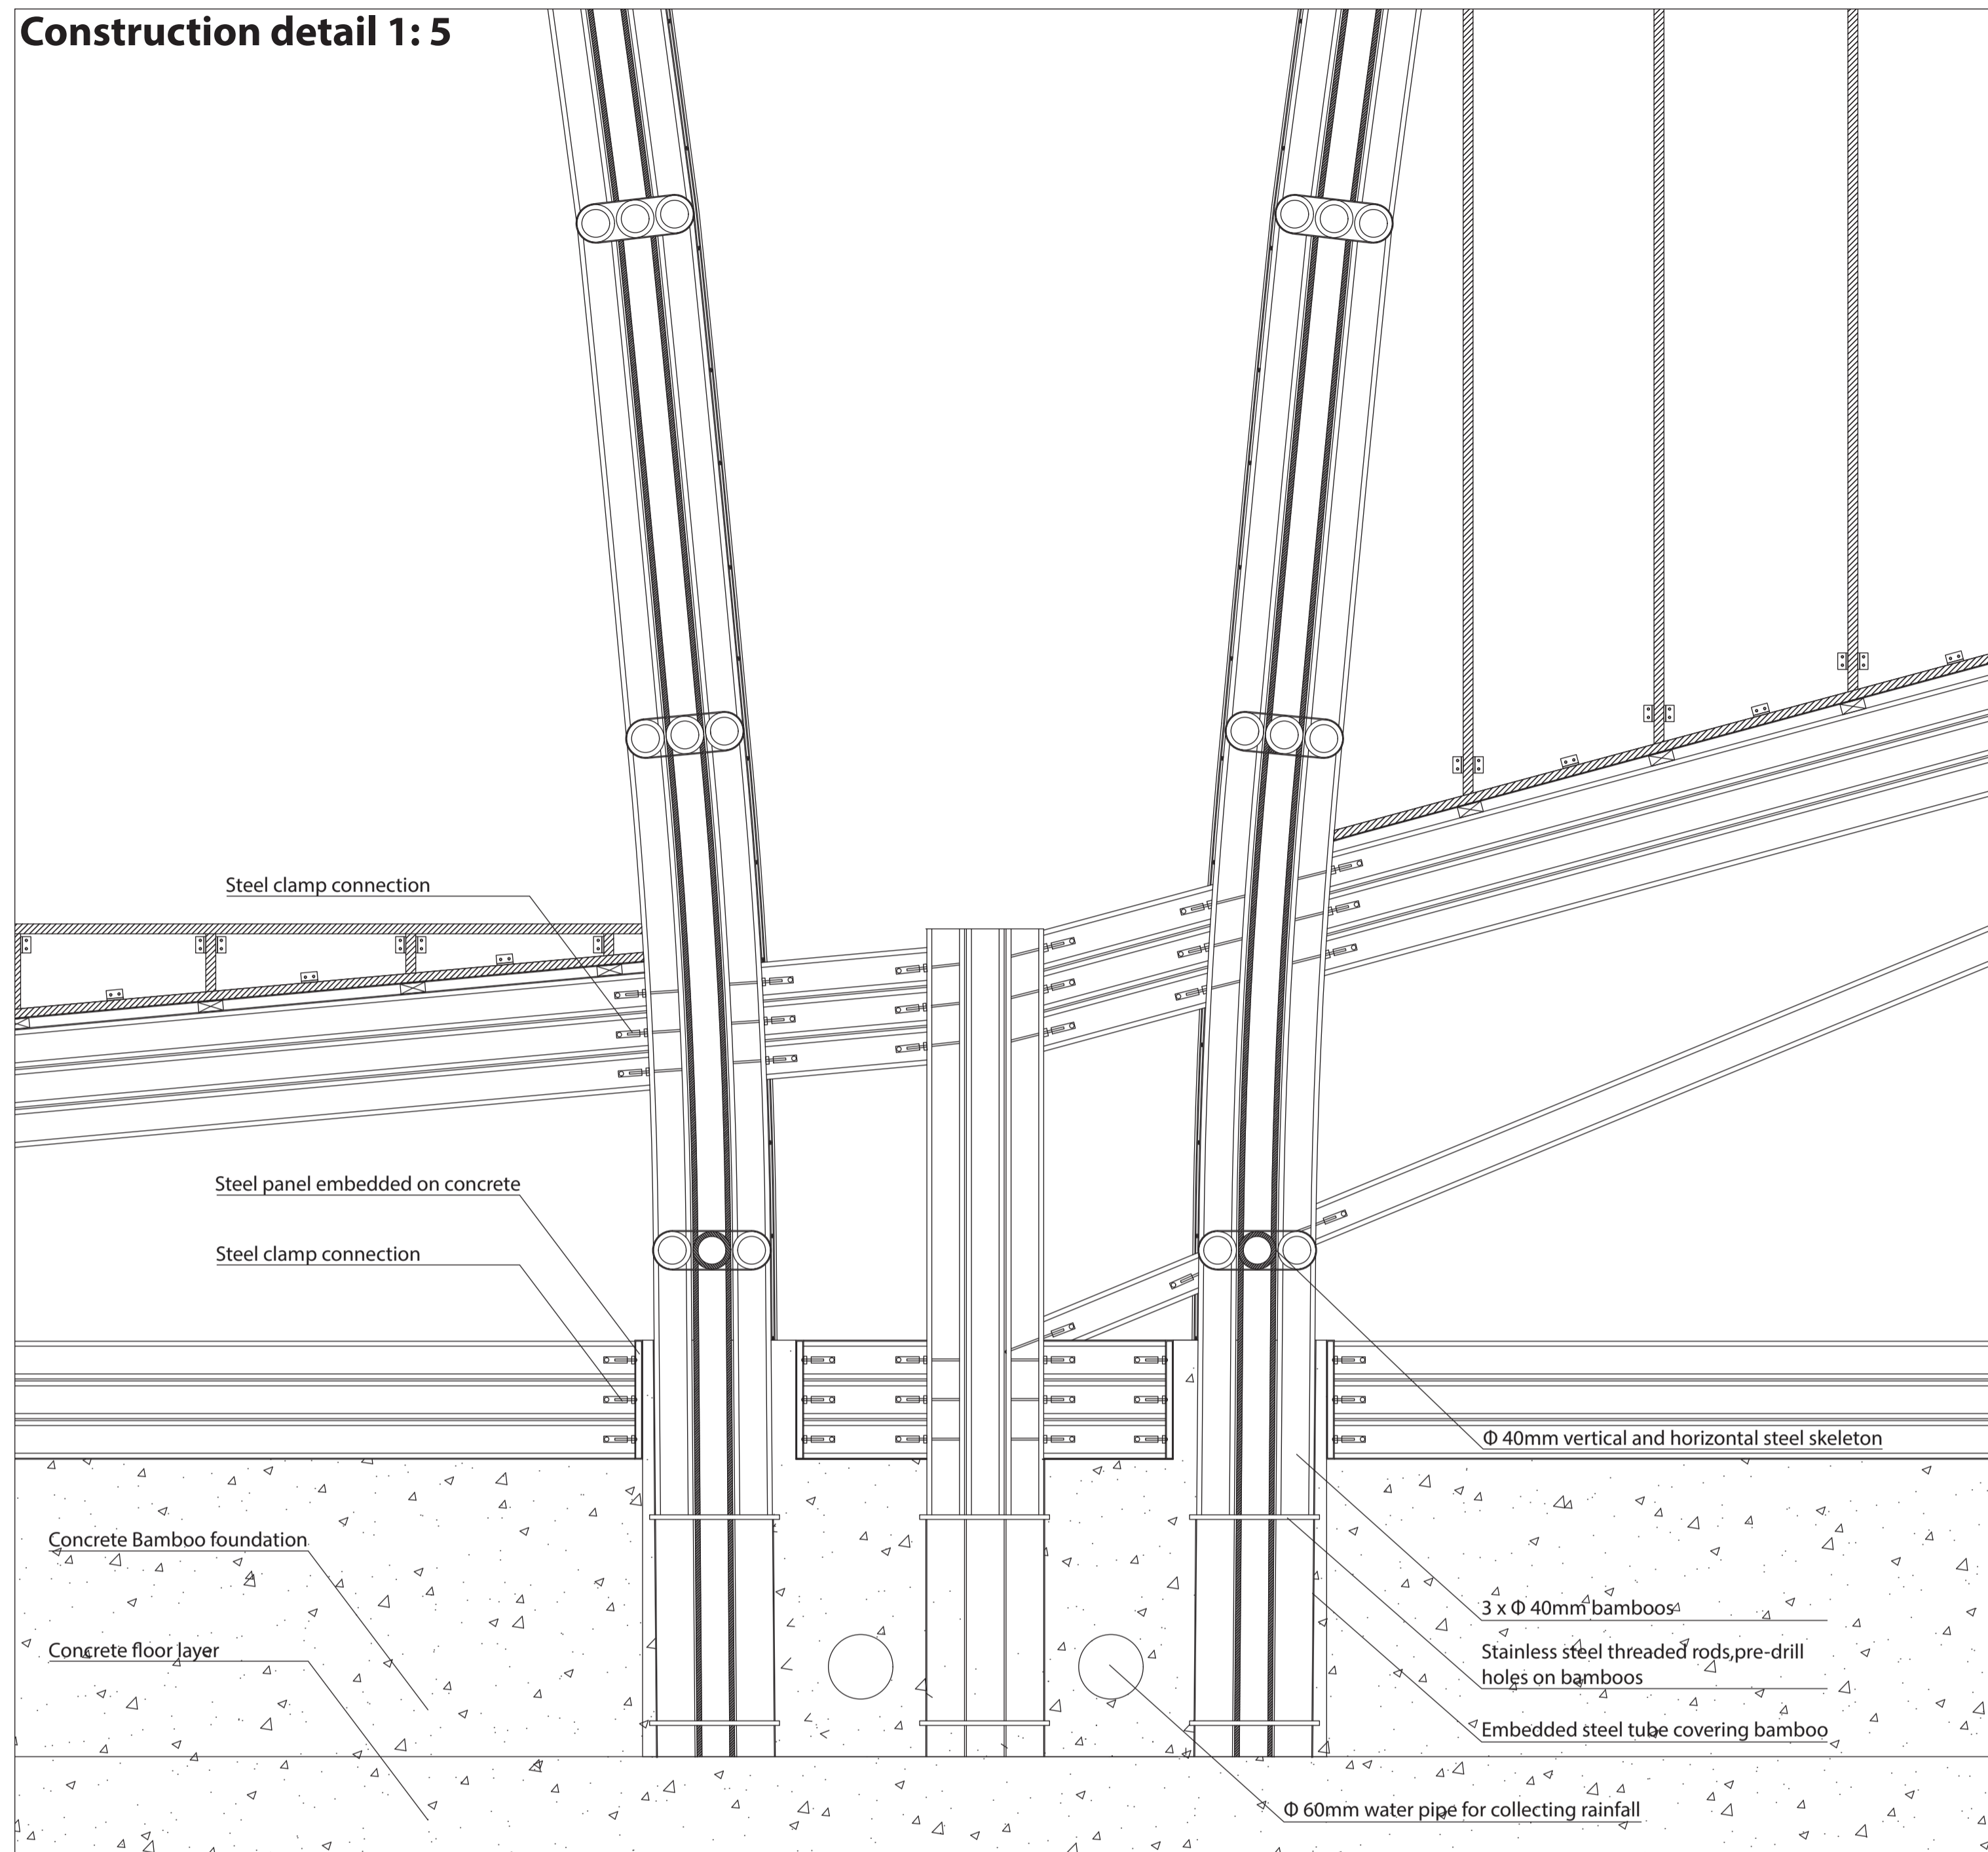 Construction detail 1: 5
Steel clamp connection
Steel panel embedded on concrete
Steel clamp connection
Φ 40mm vertical and horizontal steel skeleton
Concrete Bamboo foundation
3 x Φ 40mm bamboos
Concrete floor layer
Stainless steel threaded rods,pre-drill
holes on bamboos
Embedded steel tube covering bamboo
Φ 60mm water pipe for collecting rainfall